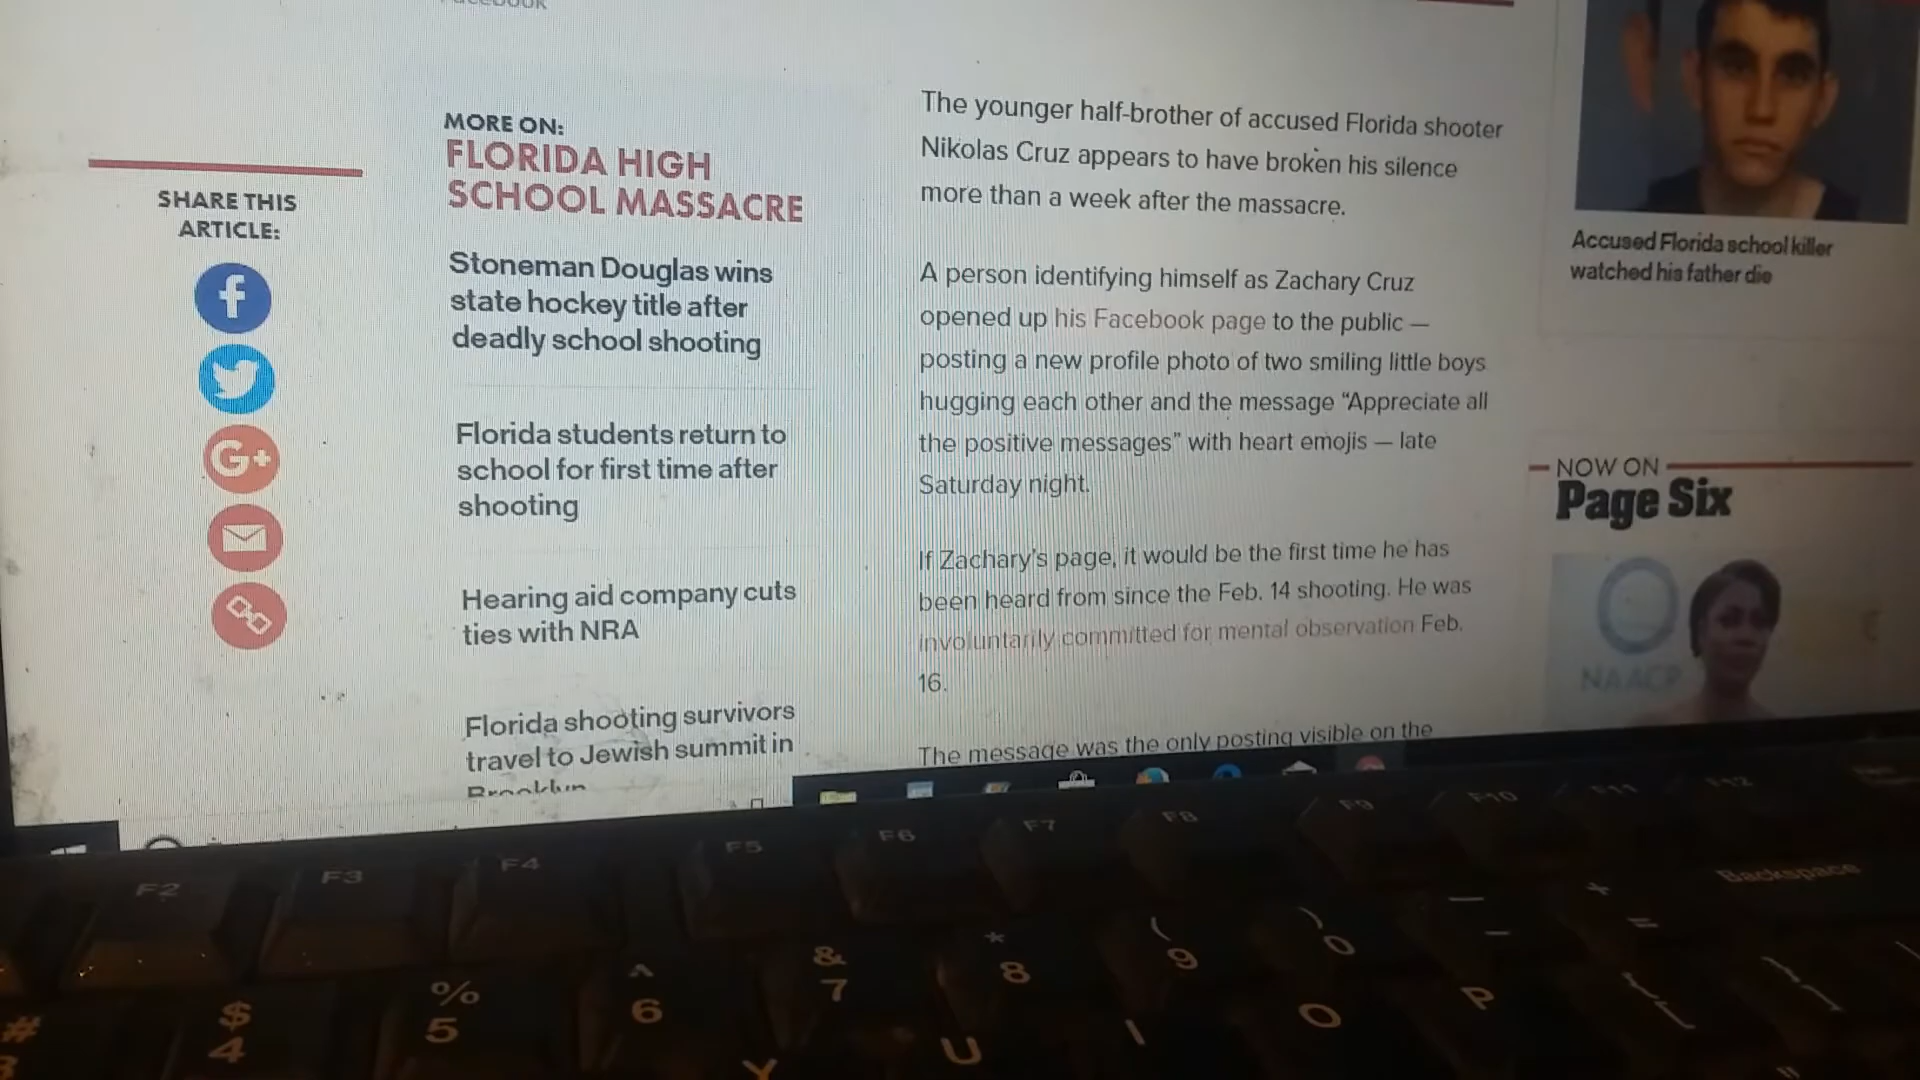 SHARE THIS
ARTICLE:
MORE ON:
FLORIDA HIGH
SCHOOL MASSACRE
Stoneman Douglas wins
state hockey title after
deadly school shooting
Florida students return to
school for first time after
shooting
Hearing aid company cuts
ties with NRA
Florida shooting survivors
travel to Jewish summit in
Brooklyn
The younger half-brother of accused Florida shooter
Nikolas Cruz appears to have broken his silence
more than a week after the massacre.
A person identifying himself as Zachary Cruz
opened up his Facebook page to the public —
posting a new profile photo of two smiling little boys
hugging each other and the message “Appreciate all
the positive messages” with heart emojis — late
Saturday night.
If Zachary’s page, it would be the first time he has
been heard from since the Feb. 14 shooting. He was
involuntarily committed for mental observation Feb.
16.
The message was the only posting visible on the
Accused Florida school killer
watched his father die
NOW ON
Page Six
NAACP
F2 F3 F4 F5 F6 F7 F8 F9 F10 F11 F12
Backspace
# $ % ^ & * ( ) _ +
3 4 5 6 7 8 9 0 - =
Y U I O P { }
[ ]